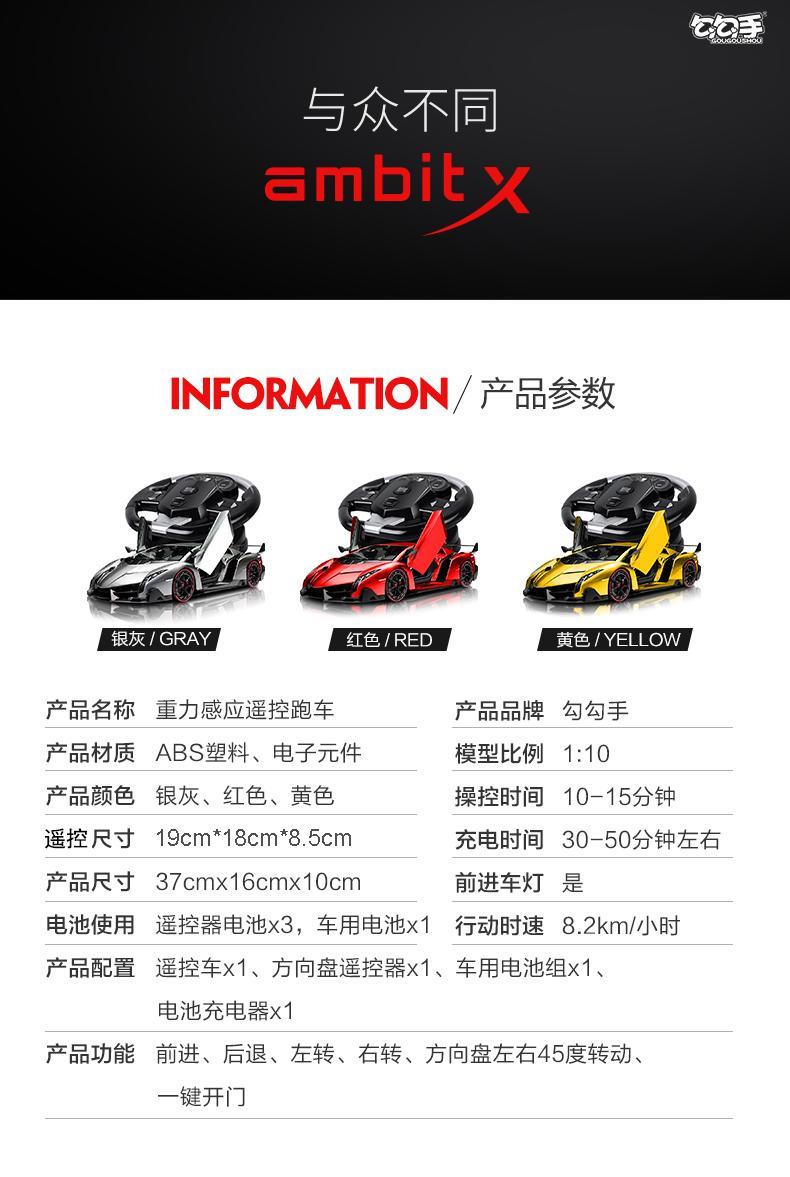 勾勾手
GOUGOUSHOU
与众不同
ambit x
INFORMATION / 产品参数
银灰 / GRAY
红色 / RED
黄色 / YELLOW
产品名称 重力感应遥控跑车
产品品牌 勾勾手
产品材质 ABS塑料、电子元件
模型比例 1:10
产品颜色 银灰、红色、黄色
操控时间 10-15分钟
遥控尺寸 19cm*18cm*8.5cm
充电时间 30-50分钟左右
产品尺寸 37cmx16cmx10cm
前进车灯 是
电池使用 遥控器电池x3，车用电池x1
行动时速 8.2km/小时
产品配置 遥控车x1、方向盘遥控器x1、车用电池组x1、
电池充电器x1
产品功能 前进、后退、左转、右转、方向盘左右45度转动、
一键开门